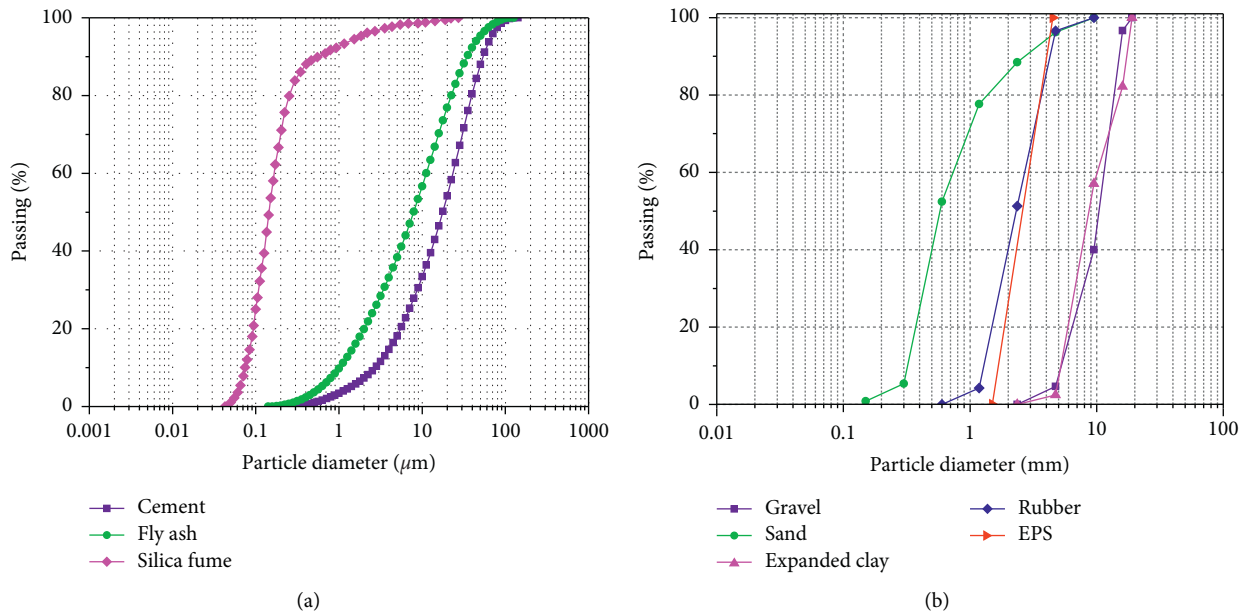 100
80
60
40
20
0
Passing (%)
0.001 0.01 0.1 1 10 100 1000
Particle diameter (μm)
Cement
Fly ash
Silica fume
(a)
100
80
60
40
20
0
Passing (%)
0.01 0.1 1 10 100
Particle diameter (mm)
Gravel
Sand
Expanded clay
Rubber
EPS
(b)